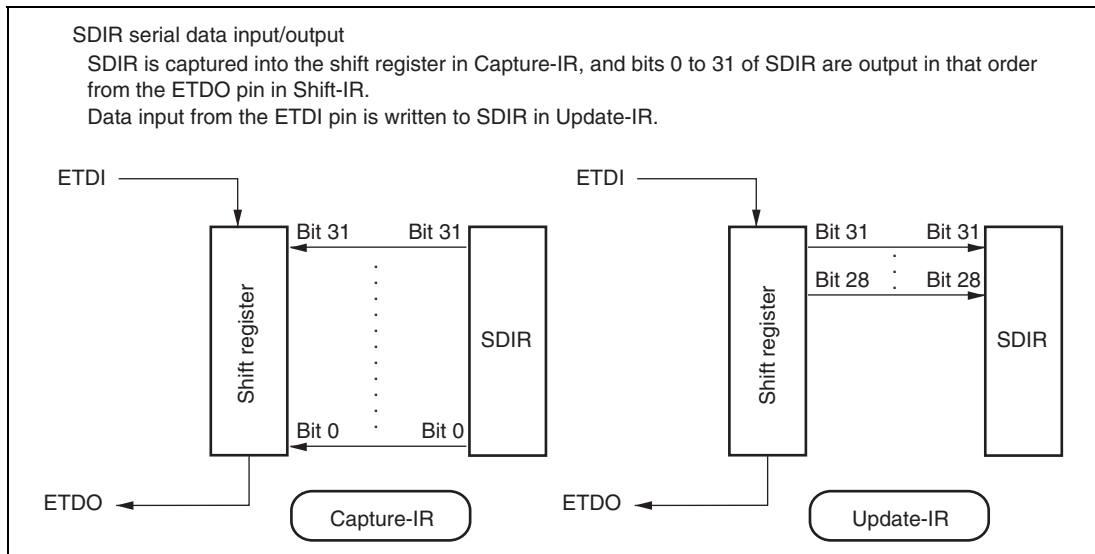 SDIR serial data input/output
SDIR is captured into the shift register in Capture-IR, and bits 0 to 31 of SDIR are output in that order
from the ETDO pin in Shift-IR.
Data input from the ETDI pin is written to SDIR in Update-IR.
ETDI
Bit 31 Bit 31
Shift register
SDIR
Bit 0 Bit 0
ETDO
Capture-IR
ETDI
Bit 31 Bit 31
Bit 28 Bit 28
Shift register
SDIR
ETDO
Update-IR